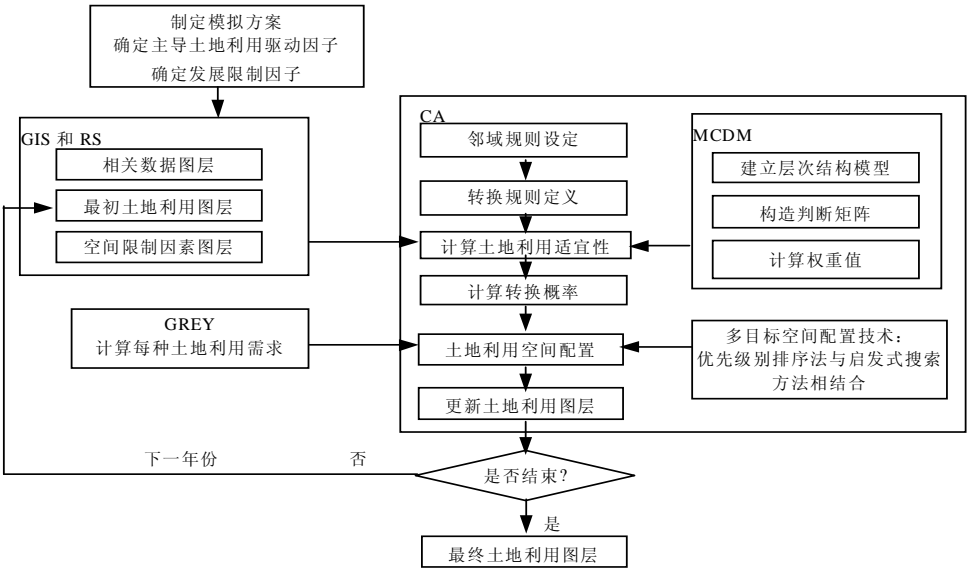 制定模拟方案
确定主导土地利用驱动因子
确定发展限制因子
GIS 和 RS
相关数据图层
最初土地利用图层
空间限制因素图层
GREY
计算每种土地利用需求
CA
邻域规则设定
转换规则定义
计算土地利用适宜性
计算转换概率
土地利用空间配置
更新土地利用图层
MCDM
建立层次结构模型
构造判断矩阵
计算权重值
多目标空间配置技术：
优先级别排序法与启发式搜索
方法相结合
下一年份
否
是否结束?
是
最终土地利用图层